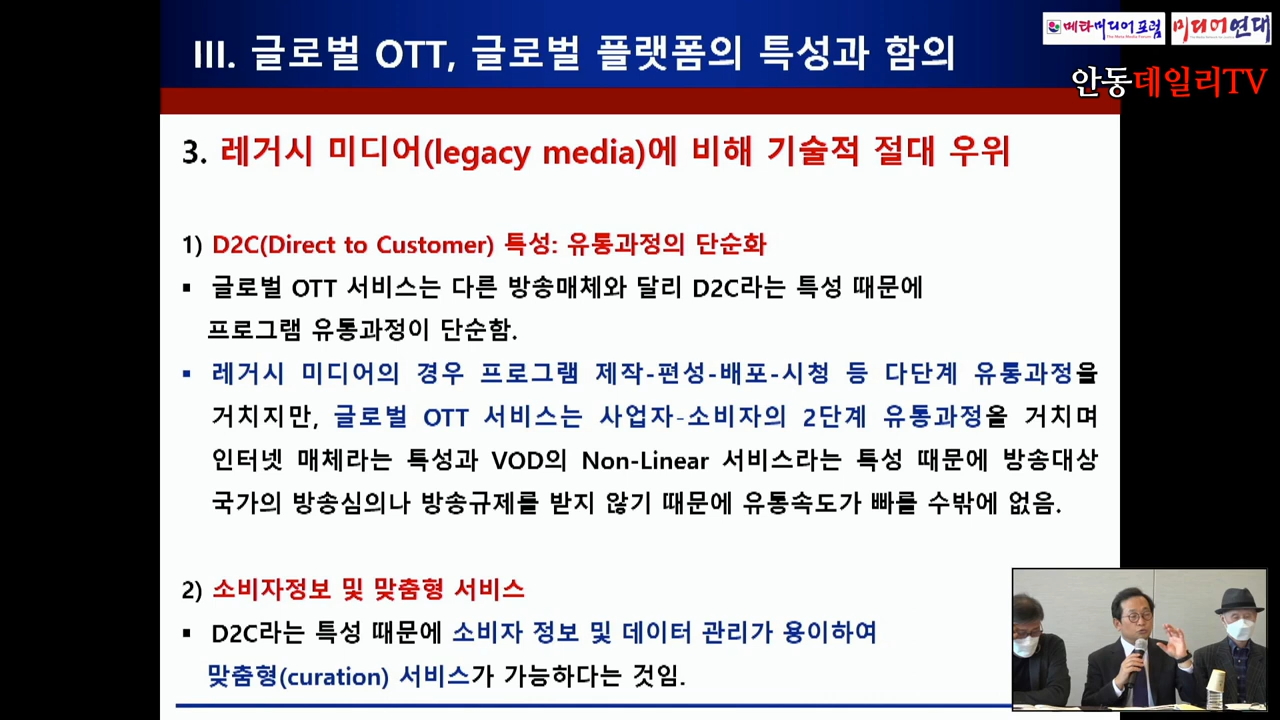 III. 글로벌 OTT, 글로벌 플랫폼의 특성과 함의
메타미디어포럼
미디어연대
안동데일리TV
3. 레거시 미디어(legacy media)에 비해 기술적 절대 우위
1) D2C(Direct to Customer) 특성: 유통과정의 단순화
▪ 글로벌 OTT 서비스는 다른 방송매체와 달리 D2C라는 특성 때문에
프로그램 유통과정이 단순함.
▪ 레거시 미디어의 경우 프로그램 제작-편성-배포-시청 등 다단계 유통과정을
거치지만, 글로벌 OTT 서비스는 사업자-소비자의 2단계 유통과정을 거치며
인터넷 매체라는 특성과 VOD의 Non-Linear 서비스라는 특성 때문에 방송대상
국가의 방송심의나 방송규제를 받지 않기 때문에 유통속도가 빠를 수밖에 없음.
2) 소비자정보 및 맞춤형 서비스
▪ D2C라는 특성 때문에 소비자 정보 및 데이터 관리가 용이하여
맞춤형(curation) 서비스가 가능하다는 것임.